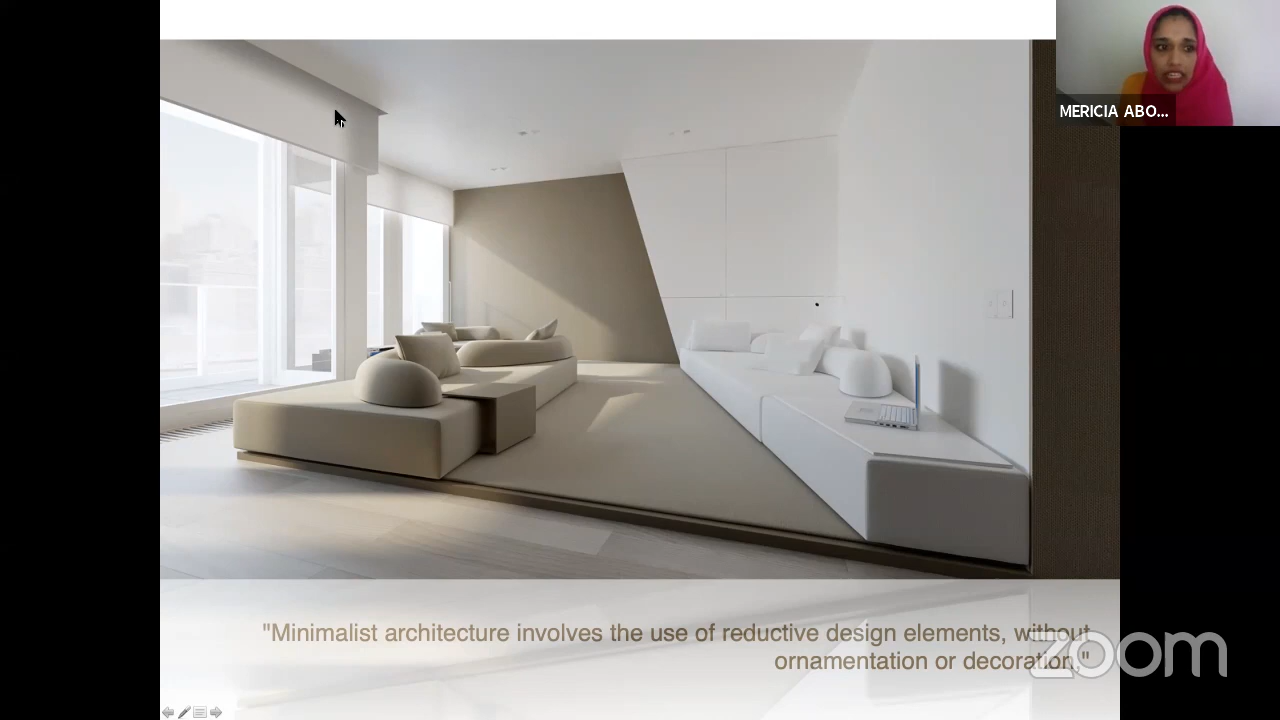 MERICIA ABO...
"Minimalist architecture involves the use of reductive design elements, without
ornamentation or decoration,"
zoom